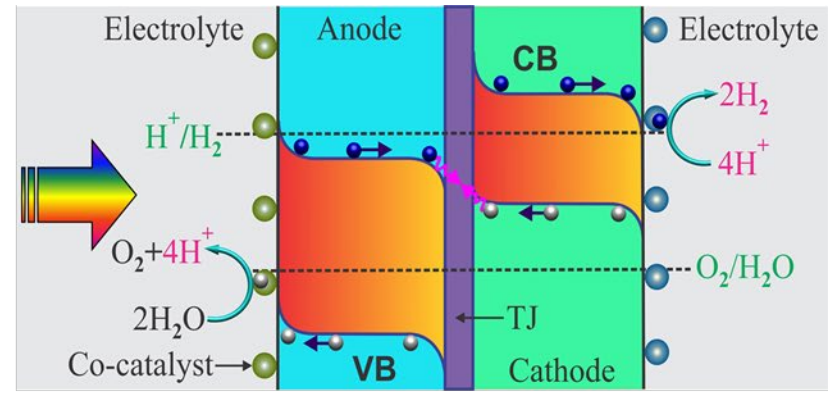 Electrolyte
Anode
CB
Electrolyte
H⁺/H₂
2H₂
4H⁺
O₂+4H⁺
O₂/H₂O
2H₂O
TJ
Co-catalyst
VB
Cathode